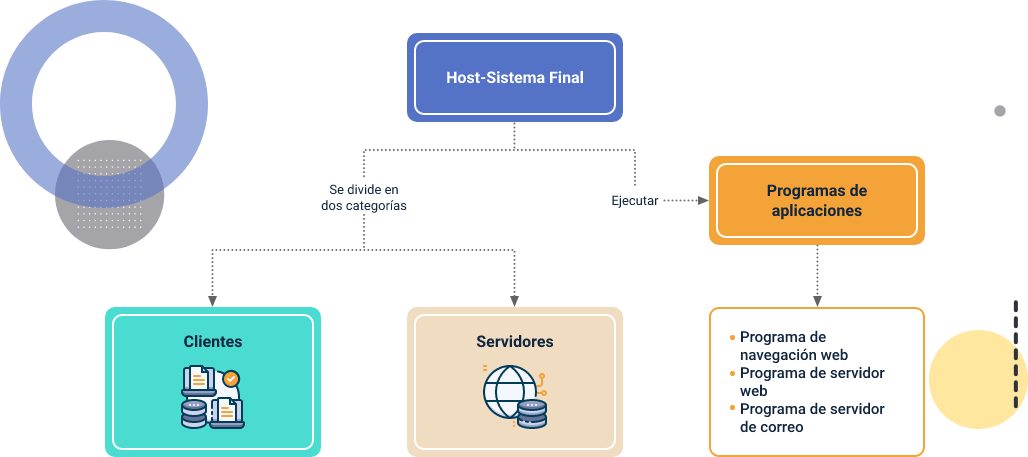 Host-Sistema Final
Se divide en
dos categorías
Ejecutar
Programas de
aplicaciones
Clientes
Servidores
• Programa de
navegación web
• Programa de servidor
web
• Programa de servidor
de correo